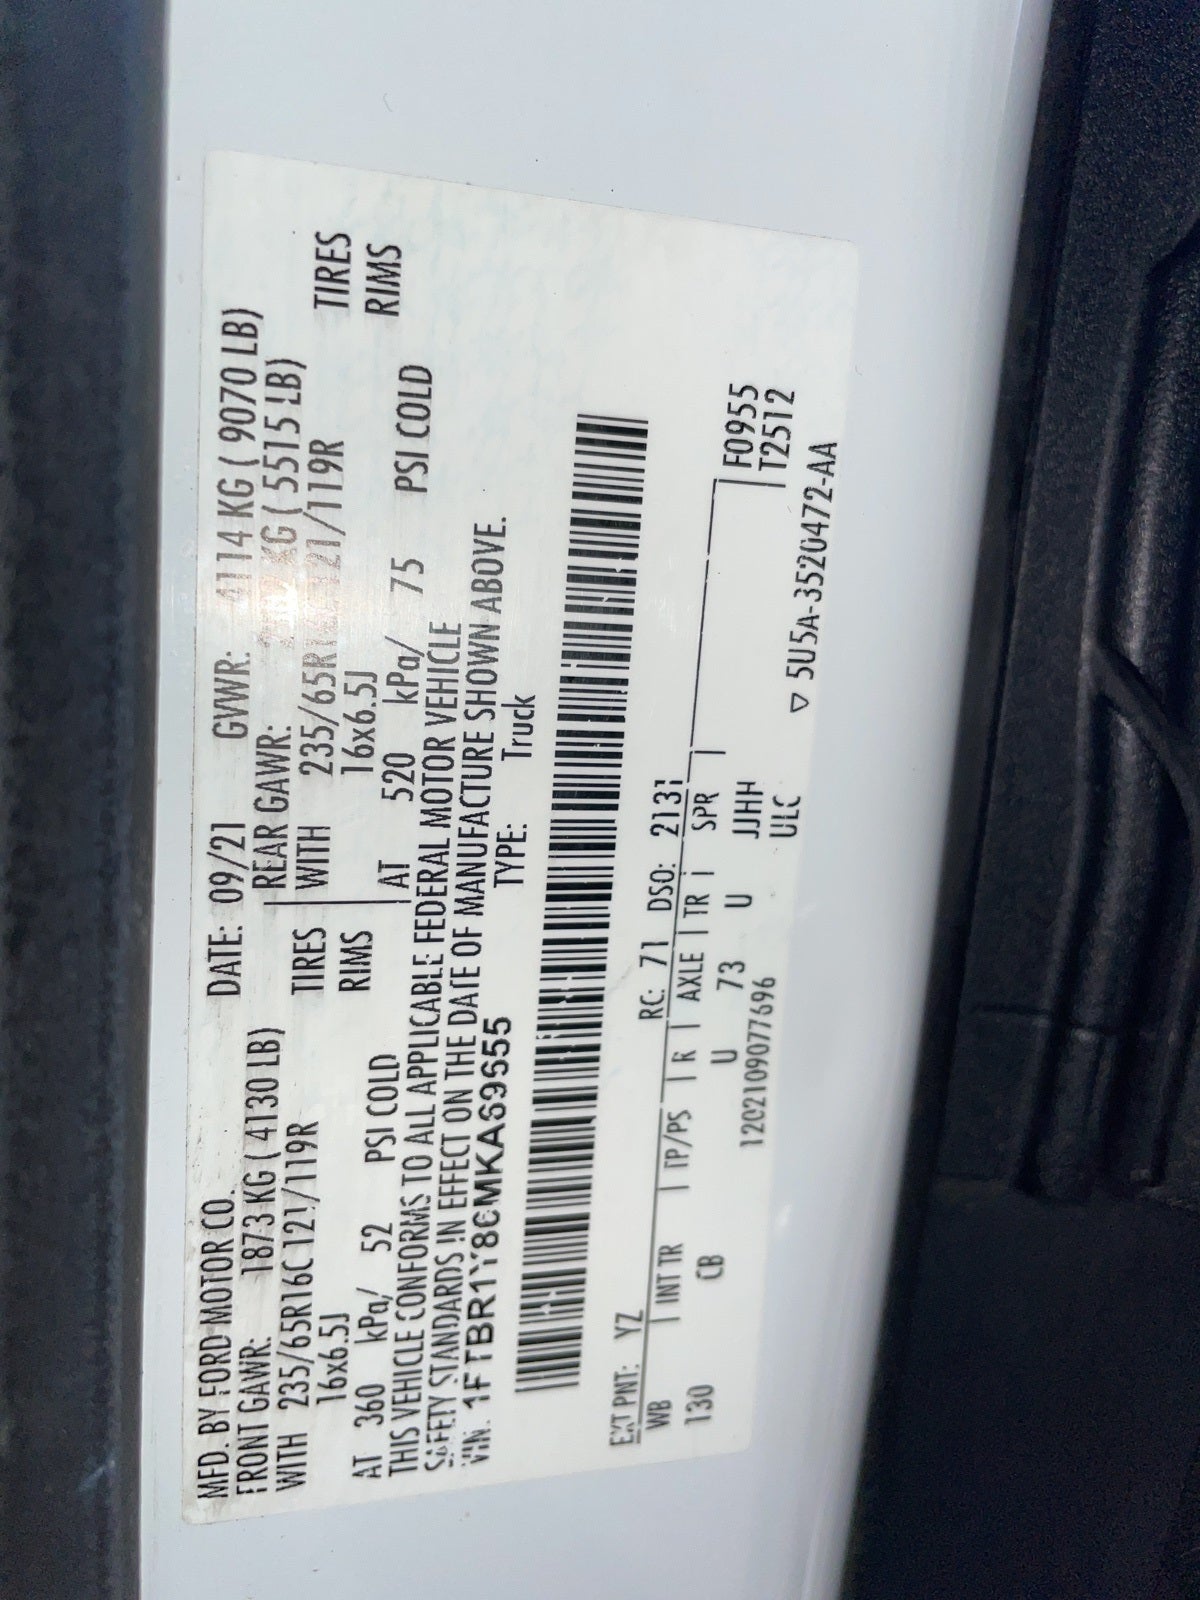 MFD. BY FORD MOTOR CO. DATE: 09/21 GVWR: 4114 KG ( 9070 LB)
FRONT GAWR: 1873 KG ( 4130 LB) REAR GAWR: KG ( 5515 LB)
WITH 235/65R16C 121/119R TIRES WITH 121/119R TIRES
16x6.5J RIMS 16x6.5J RIMS
AT 360 kPa/ 52 PSI COLD AT 520 kPa/ 75 PSI COLD
THIS VEHICLE CONFORMS TO ALL APPLICABLE FEDERAL MOTOR VEHICLE
SAFETY STANDARDS IN EFFECT ON THE DATE OF MANUFACTURE SHOWN ABOVE.
VIN: TYPE: Truck
EXT PNT: YZ RC: 71 DSO: 2131
WB | INT TR | TP/PS | R | AXLE | TR | SPR | F0955
130 CB U 73 U JJHH | T2512
1202109077696 ULC
▽ 5U5A-3520472-AA